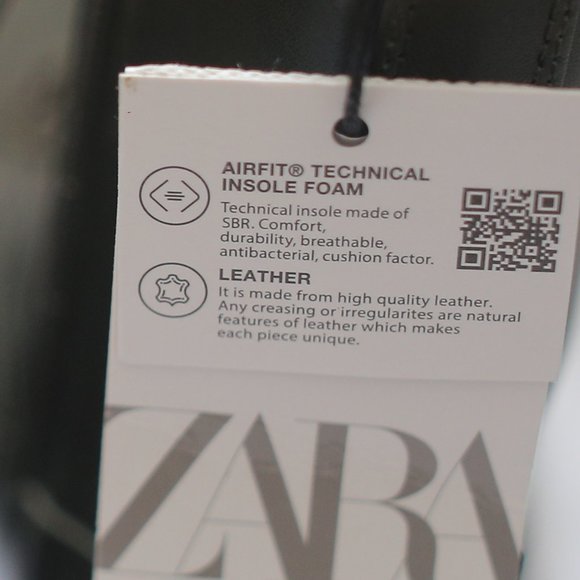 AIRFIT® TECHNICAL
INSOLE FOAM
Technical insole made of
SBR. Comfort,
durability, breathable,
antibacterial, cushion factor.
LEATHER
It is made from high quality leather.
Any creasing or irregularites are natural
features of leather which makes
each piece unique.
ZARA